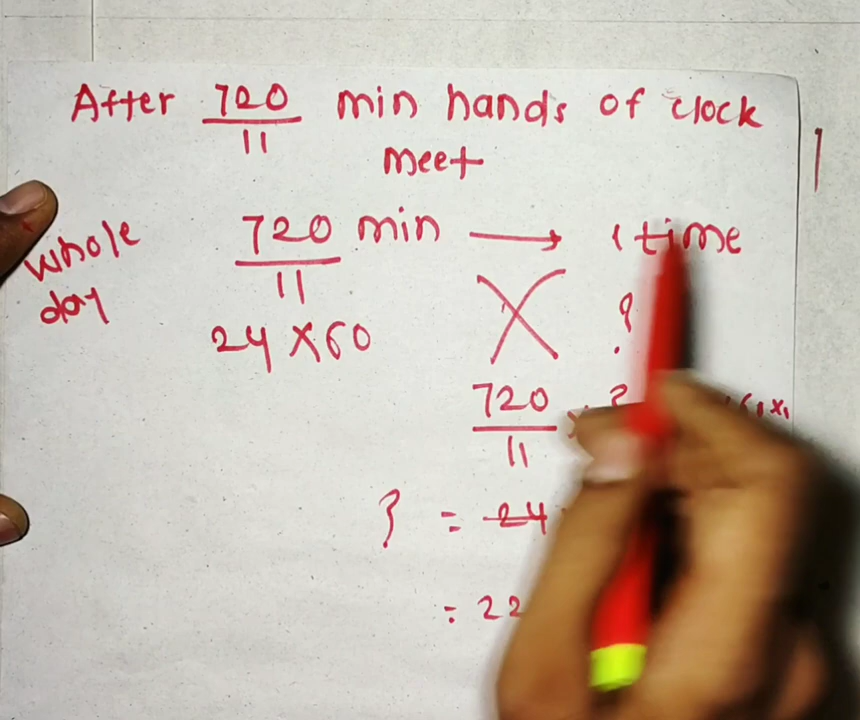 After 720/11 min hands of clock
meet
whole
day
720/11 min → 1 time
24 × 60 ?
720/11 × ?
? = 24
= 22